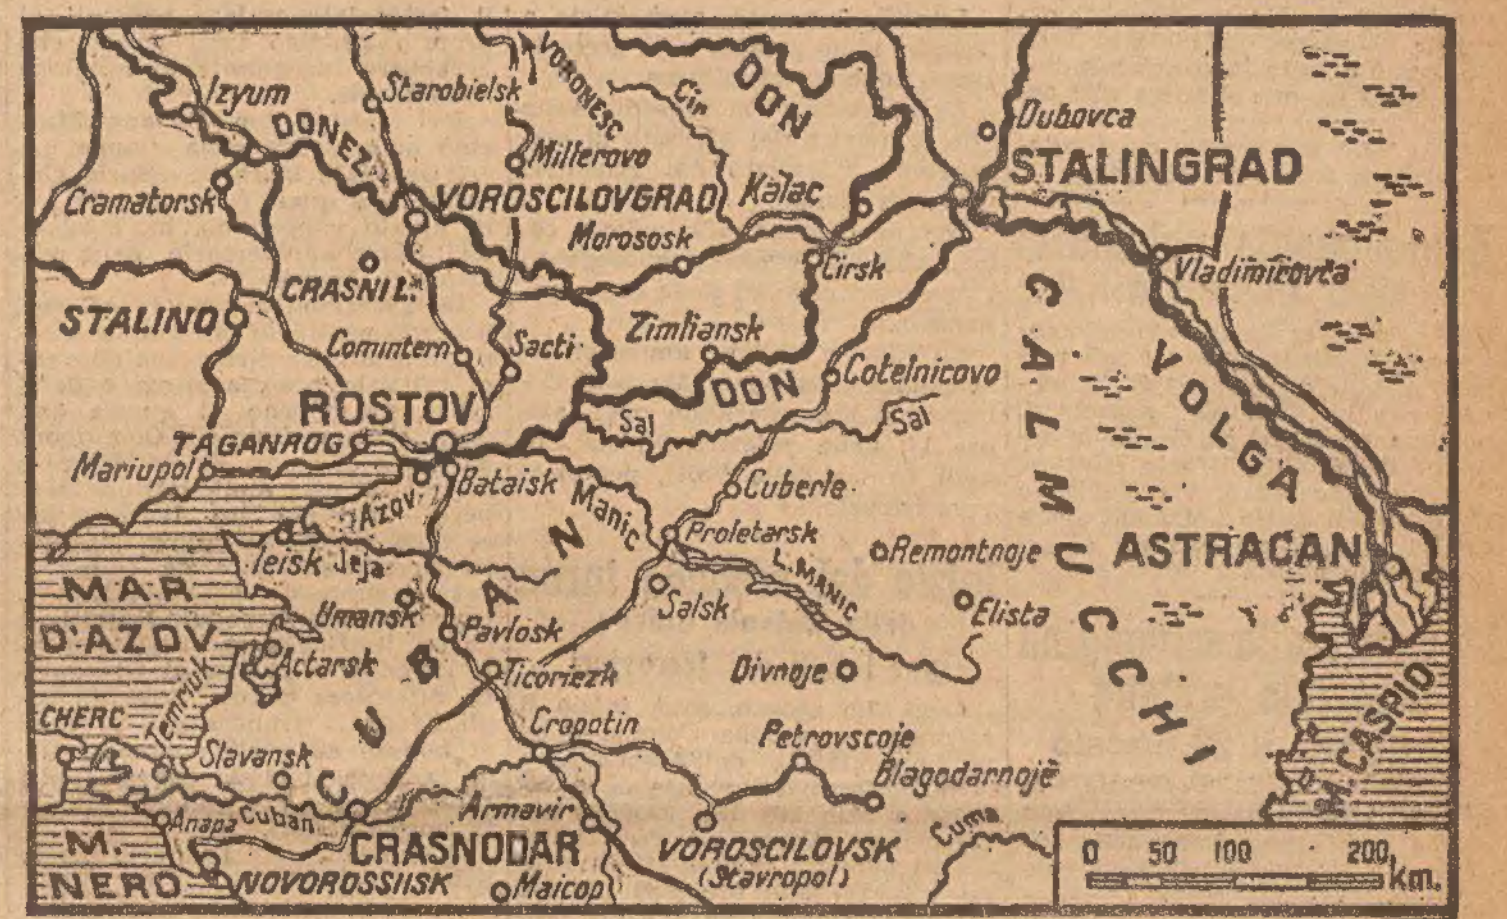 Izyum
Starobielsk
VORONESC
Cir
DON
Dubovca
DONEZ
Millerovo
STALINGRAD
Cramatorsk
VOROSCILOVGRAD
Kalac
Morososk
Cirsk
Vladimirovca
CRASNI L.
STALINO
Comintern
Sacti
Zimliansk
DON
Cotelnicovo
CALMUCCHI
VOLGA
ROSTOV
Sal
Sal
TAGANROG
Mariupol
Bataisk
Manic
Cuberle
AZOV
Proletarsk
Remontnoje
ASTRACAN
Ieisk
Jeja
L. MANIC
MAR
D'AZOV
Umansk
Salsk
Elista
Pavlosk
CUBAN
Actarsk
Ticoriezk
Divnoje
Temriuk
CHERC
Cropotin
Petrovscoje
M. CASPIO
Slavansk
Blagodarnoje
Anapa
Cuban
Armavir
Cuma
M.
NERO
CRASNODAR
VOROSCILOVSK
(Stavropol)
NOVOROSSIISK
Maicop
0 50 100 200
km.